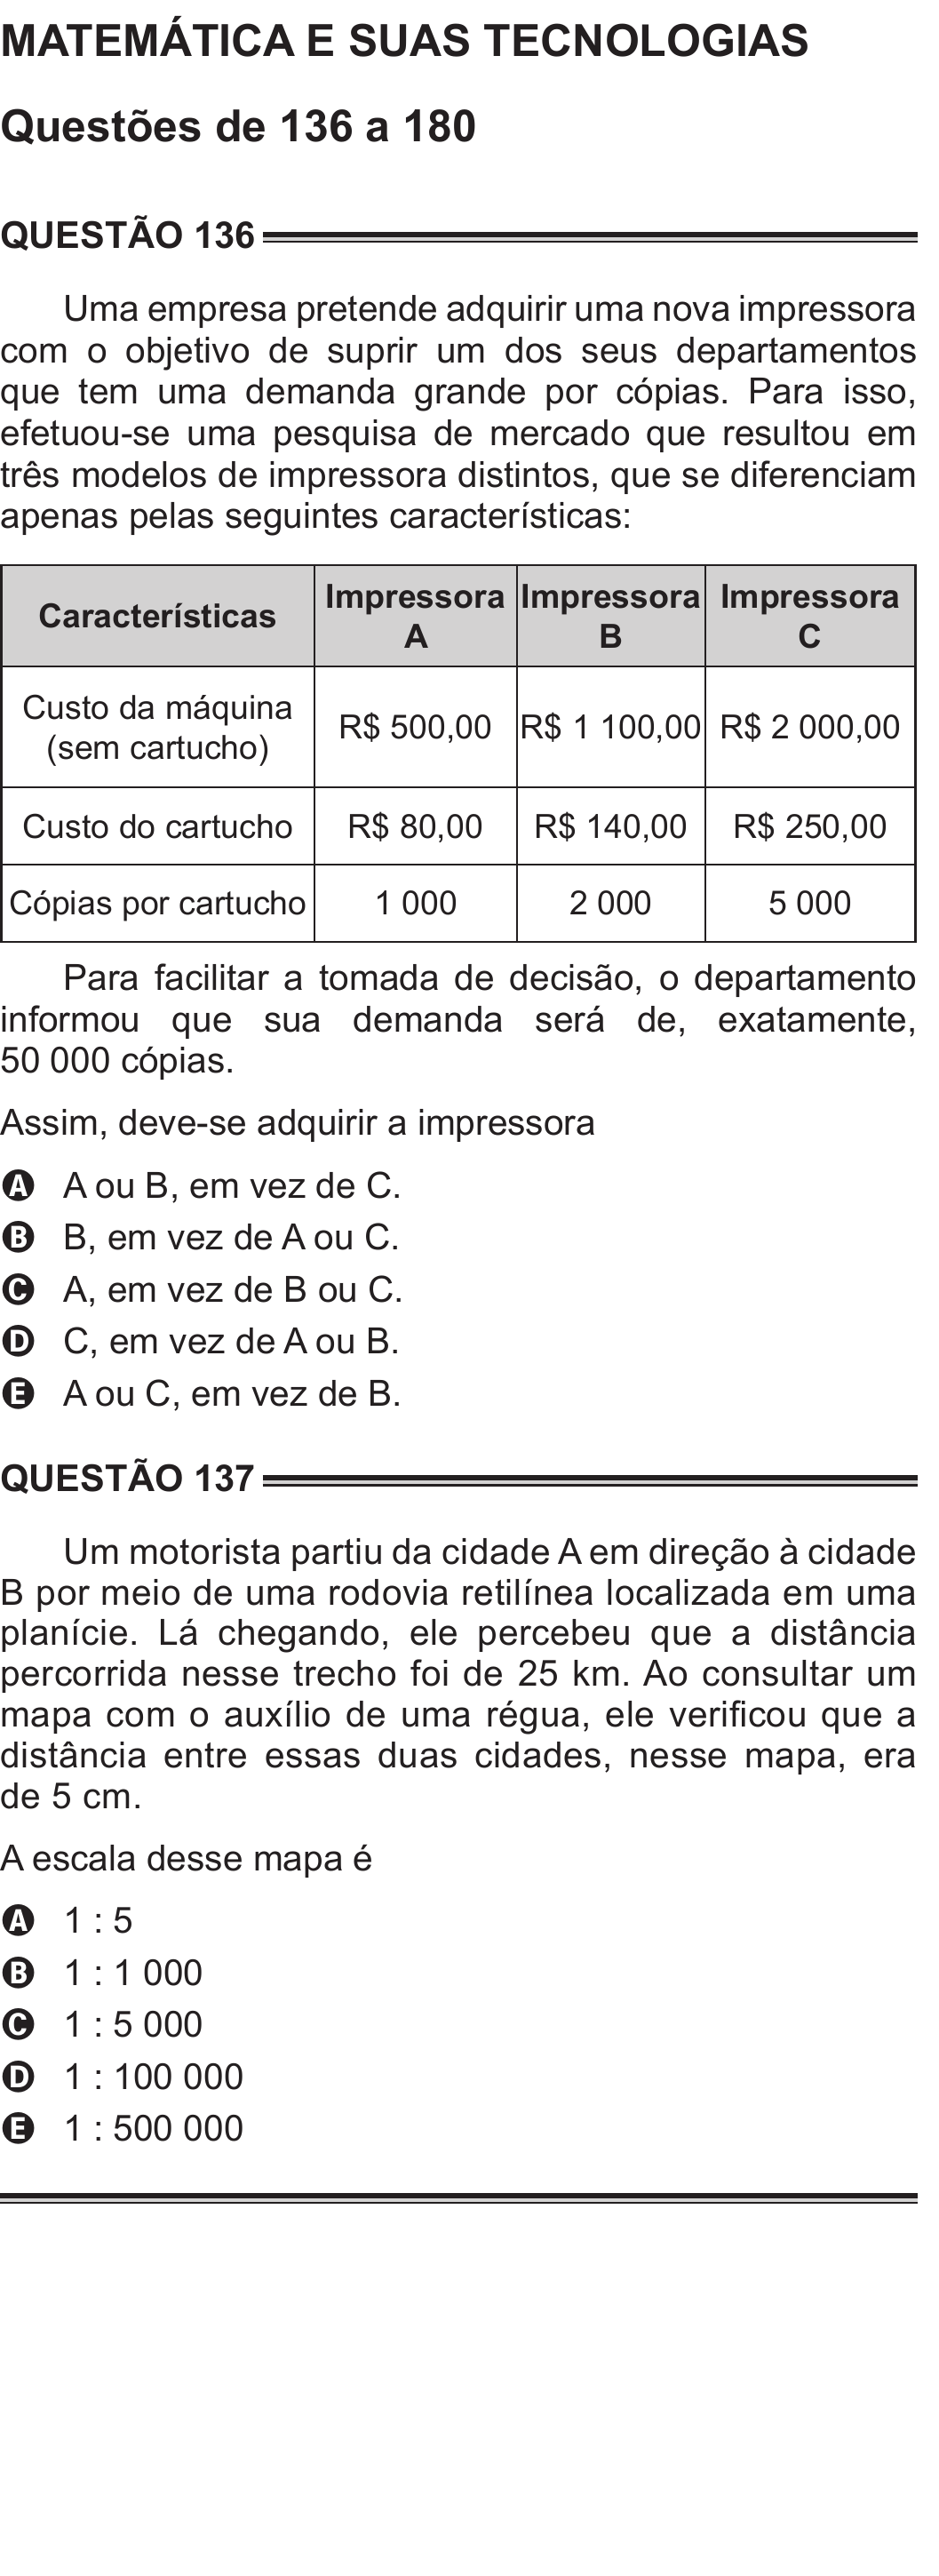 MATEMÁTICA E SUAS TECNOLOGIAS
Questões de 136 a 180
QUESTÃO 136
Uma empresa pretende adquirir uma nova impressora
com o objetivo de suprir um dos seus departamentos
que tem uma demanda grande por cópias. Para isso,
efetuou-se uma pesquisa de mercado que resultou em
três modelos de impressora distintos, que se diferenciam
apenas pelas seguintes características:
Características Impressora A Impressora B Impressora C
Custo da máquina (sem cartucho) R$ 500,00 R$ 1 100,00 R$ 2 000,00
Custo do cartucho R$ 80,00 R$ 140,00 R$ 250,00
Cópias por cartucho 1 000 2 000 5 000
Para facilitar a tomada de decisão, o departamento
informou que sua demanda será de, exatamente,
50 000 cópias.
Assim, deve-se adquirir a impressora
A A ou B, em vez de C.
B B, em vez de A ou C.
C A, em vez de B ou C.
D C, em vez de A ou B.
E A ou C, em vez de B.
QUESTÃO 137
Um motorista partiu da cidade A em direção à cidade
B por meio de uma rodovia retilínea localizada em uma
planície. Lá chegando, ele percebeu que a distância
percorrida nesse trecho foi de 25 km. Ao consultar um
mapa com o auxílio de uma régua, ele verificou que a
distância entre essas duas cidades, nesse mapa, era
de 5 cm.
A escala desse mapa é
A 1 : 5
B 1 : 1 000
C 1 : 5 000
D 1 : 100 000
E 1 : 500 000